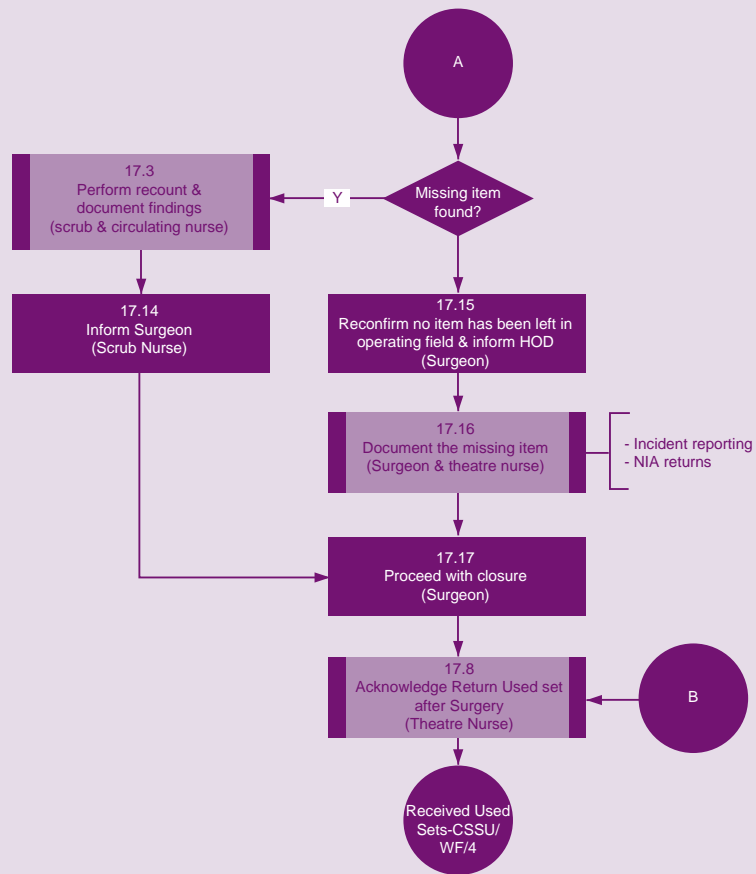 A
Missing item
found?
Y
17.3
Perform recount &
document findings
(scrub & circulating nurse)
17.14
Inform Surgeon
(Scrub Nurse)
17.15
Reconfirm no item has been left in
operating field & inform HOD
(Surgeon)
17.16
Document the missing item
(Surgeon & theatre nurse)
- Incident reporting
- NIA returns
17.17
Proceed with closure
(Surgeon)
17.8
Acknowledge Return Used set
after Surgery
(Theatre Nurse)
B
Received Used
Sets-CSSU/
WF/4